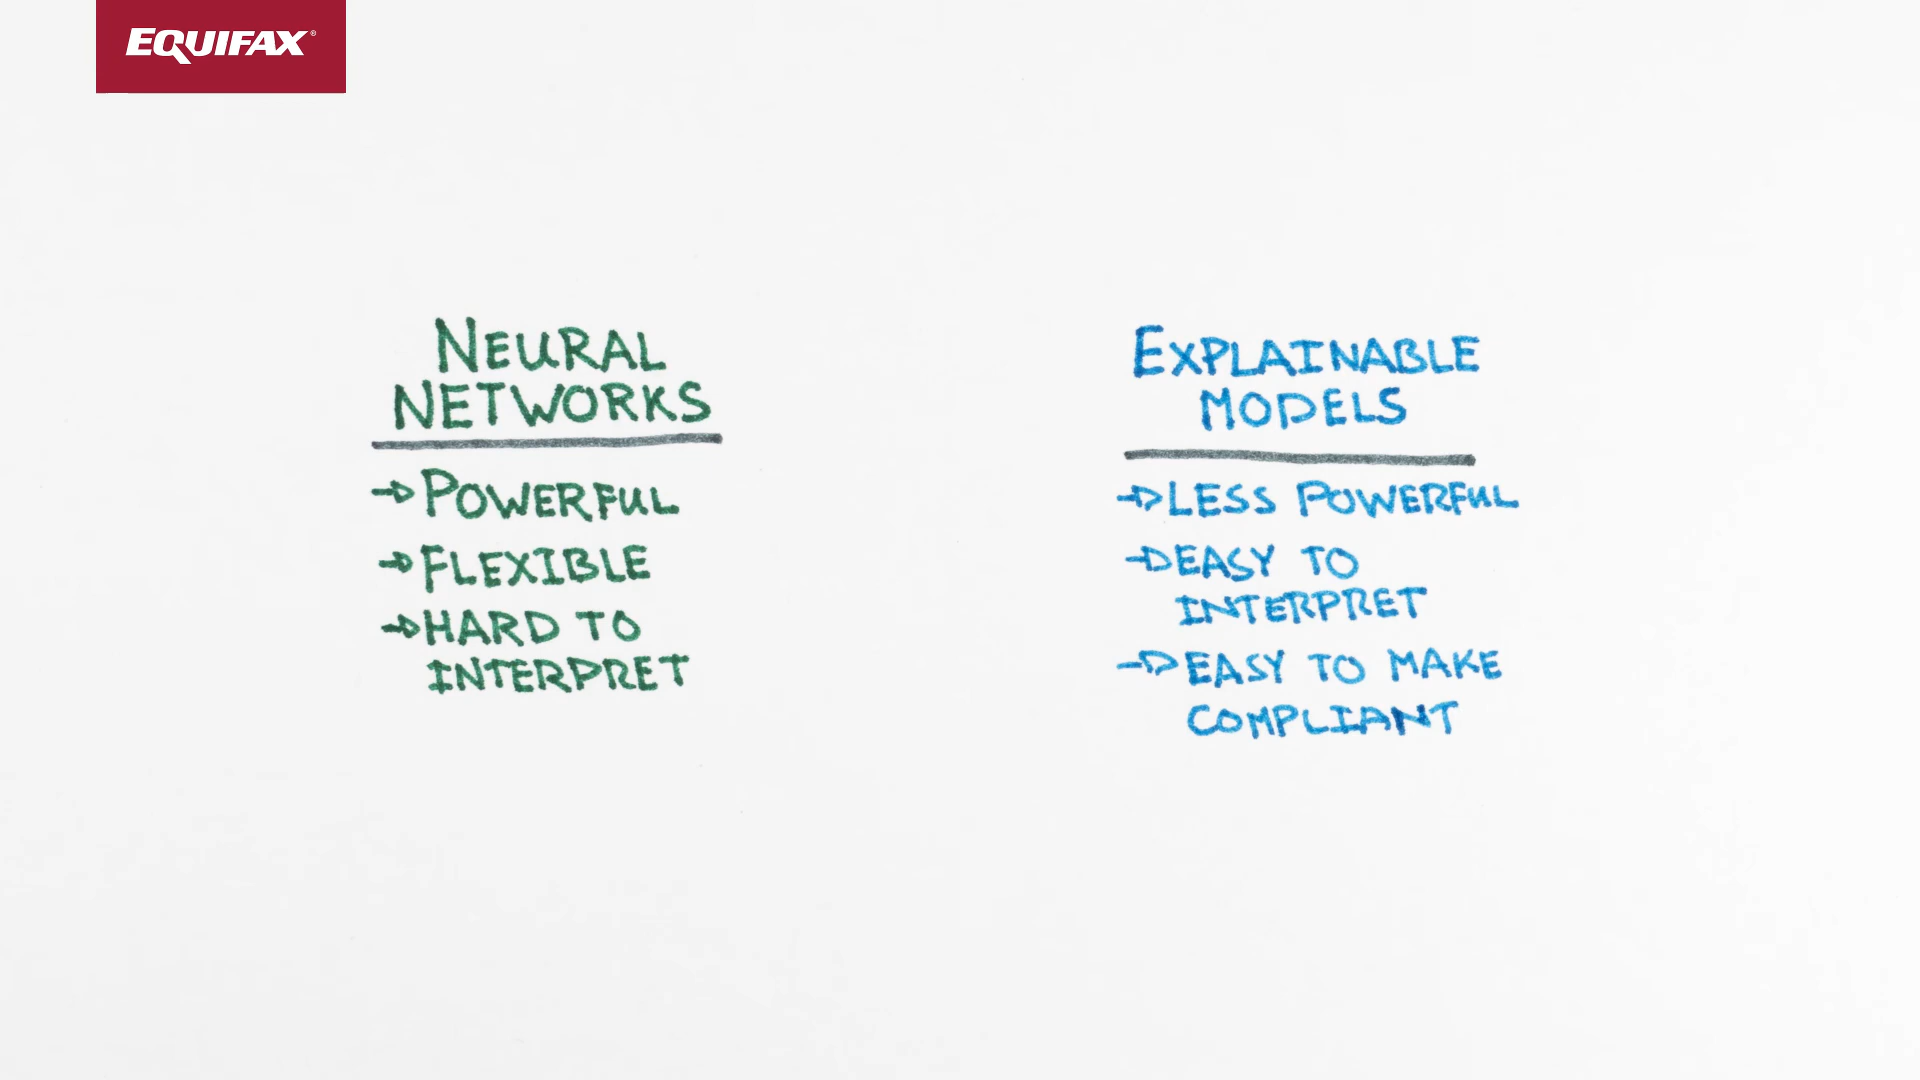 EQUIFAX®
NEURAL
NETWORKS
→ POWERFUL
→ FLEXIBLE
→ HARD TO
INTERPRET
EXPLAINABLE
MODELS
→ LESS POWERFUL
→ EASY TO
INTERPRET
→ EASY TO MAKE
COMPLIANT